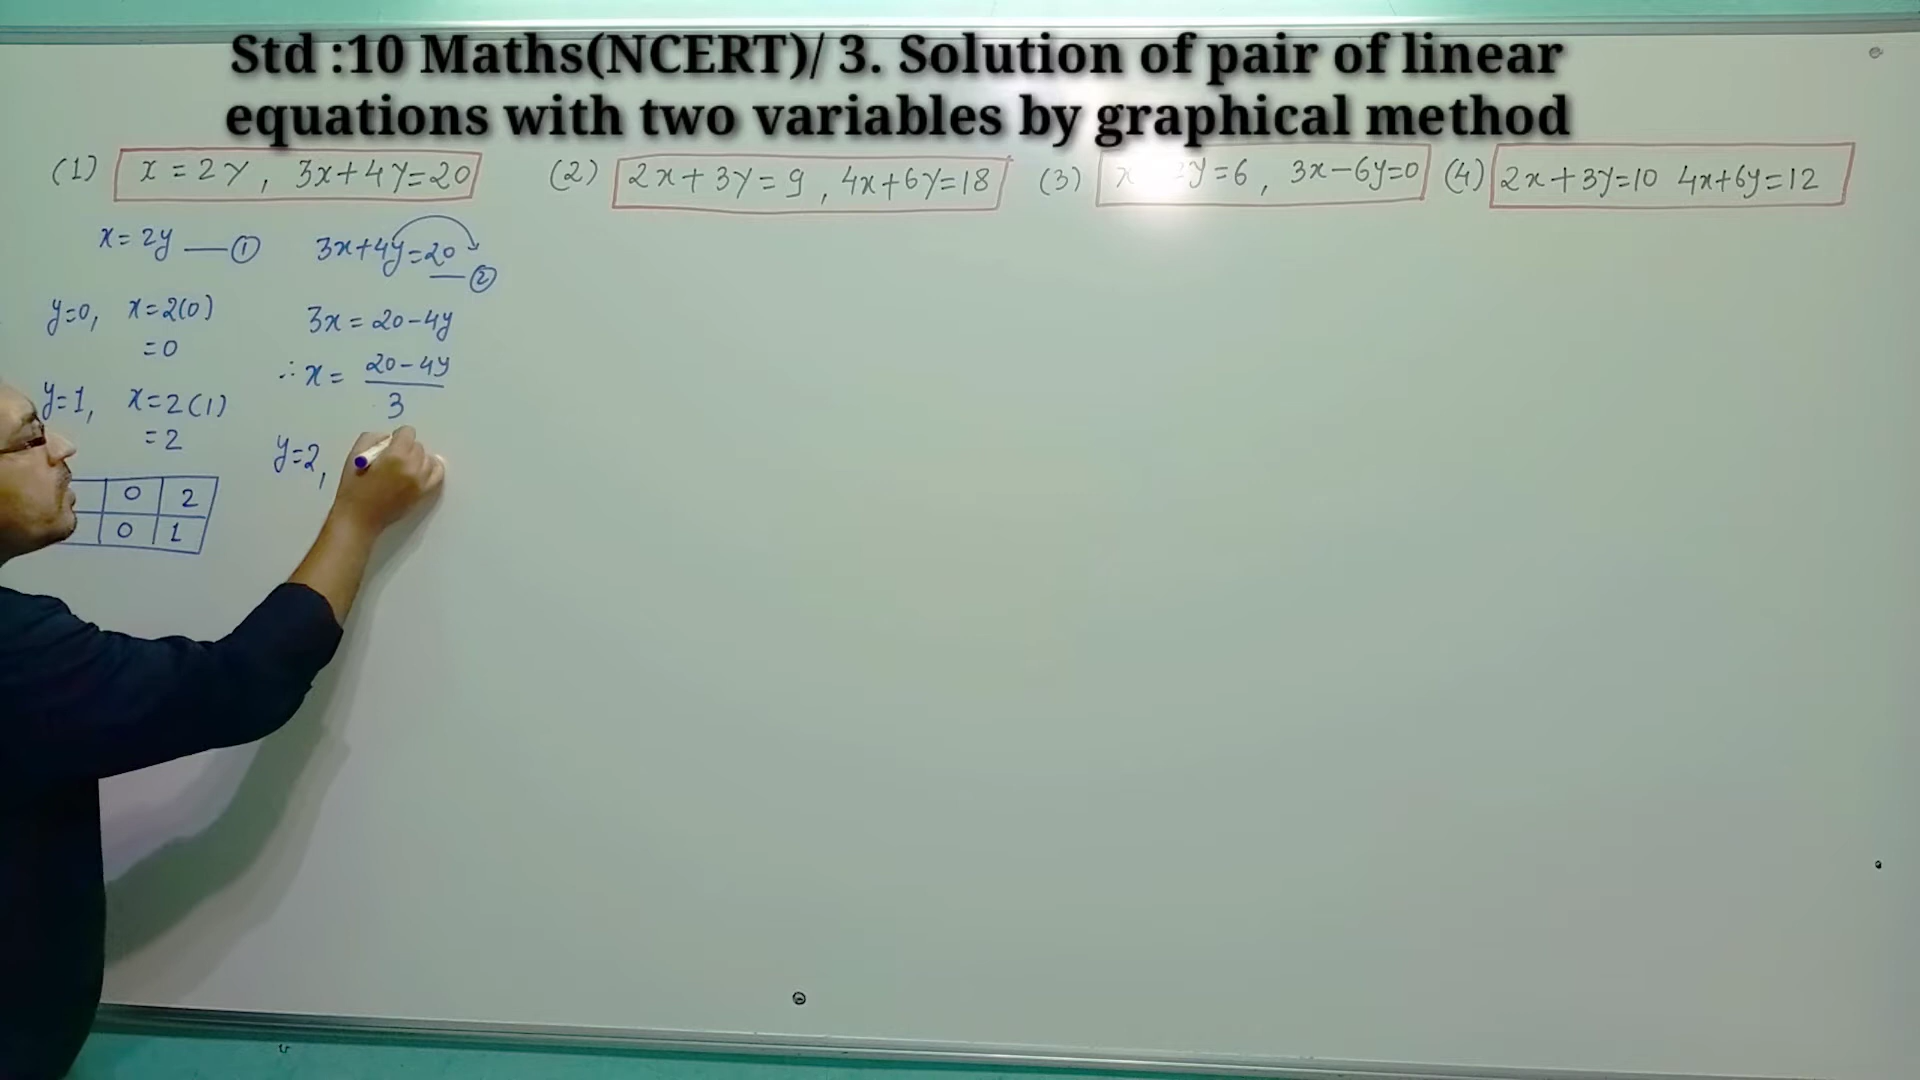 Std :10 Maths(NCERT)/ 3. Solution of pair of linear
equations with two variables by graphical method
(1) x = 2y , 3x+4y=20
(2) 2x+3y=9 , 4x+6y=18
(3) x y=6 , 3x-6y=0
(4) 2x+3y=10 4x+6y=12
x = 2y —— ①
y=0, x=2(0)
=0
y=1, x=2(1)
=2
0 2
0 1
3x+4y=20
—— ②
3x = 20-4y
∴ x = 20-4y
3
y=2,